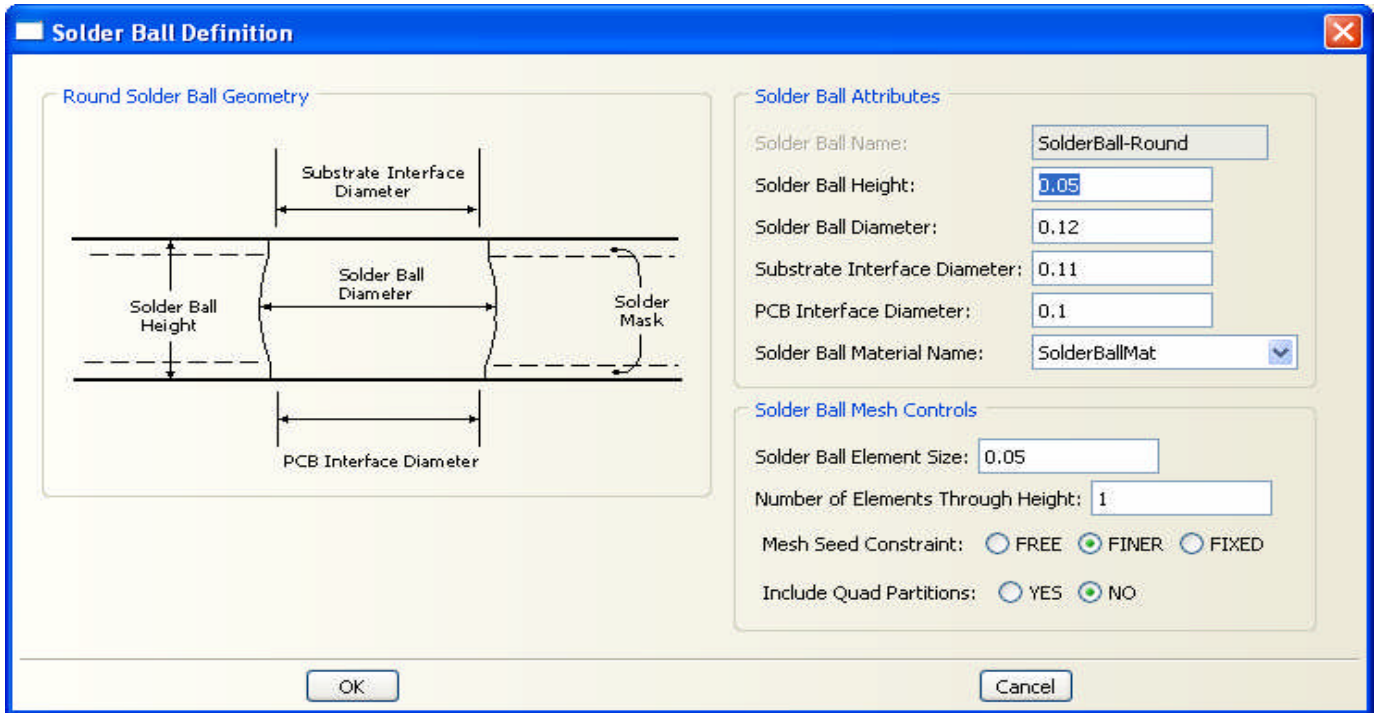 Solder Ball Definition
Round Solder Ball Geometry
Substrate Interface
Diameter
Solder Ball
Diameter
Solder Ball
Height
Solder
Mask
PCB Interface Diameter
Solder Ball Attributes
Solder Ball Name: SolderBall-Round
Solder Ball Height: 0.05
Solder Ball Diameter: 0.12
Substrate Interface Diameter: 0.11
PCB Interface Diameter: 0.1
Solder Ball Material Name: SolderBallMat
Solder Ball Mesh Controls
Solder Ball Element Size: 0.05
Number of Elements Through Height: 1
Mesh Seed Constraint: FREE FINER FIXED
Include Quad Partitions: YES NO
OK Cancel